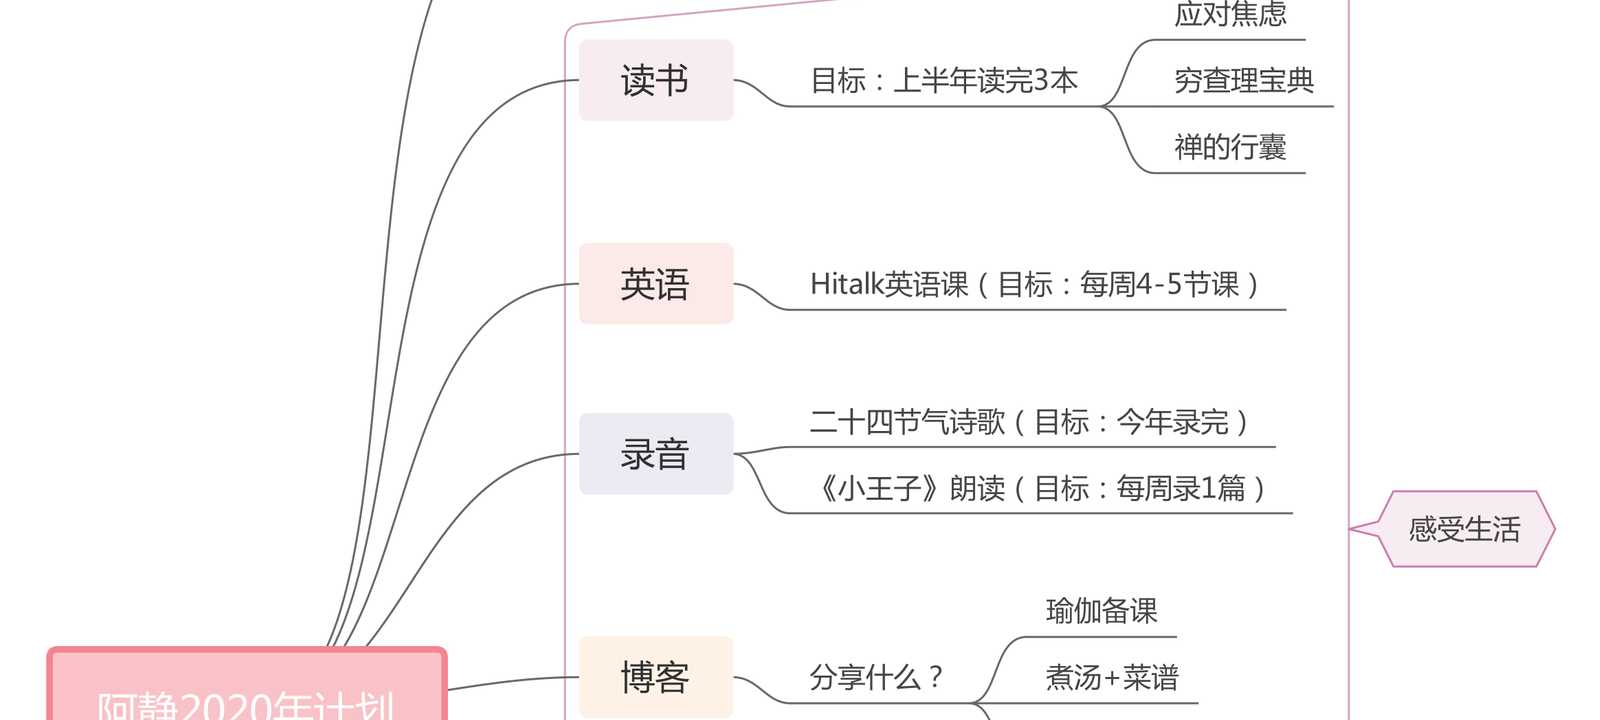 应对焦虑
读书
目标：上半年读完3本
穷查理宝典
禅的行囊
英语
Hitalk英语课（目标：每周4-5节课）
录音
二十四节气诗歌（目标：今年录完）
《小王子》朗读（目标：每周录1篇）
感受生活
瑜伽备课
博客
分享什么？
煮汤+菜谱
阿静2020年计划